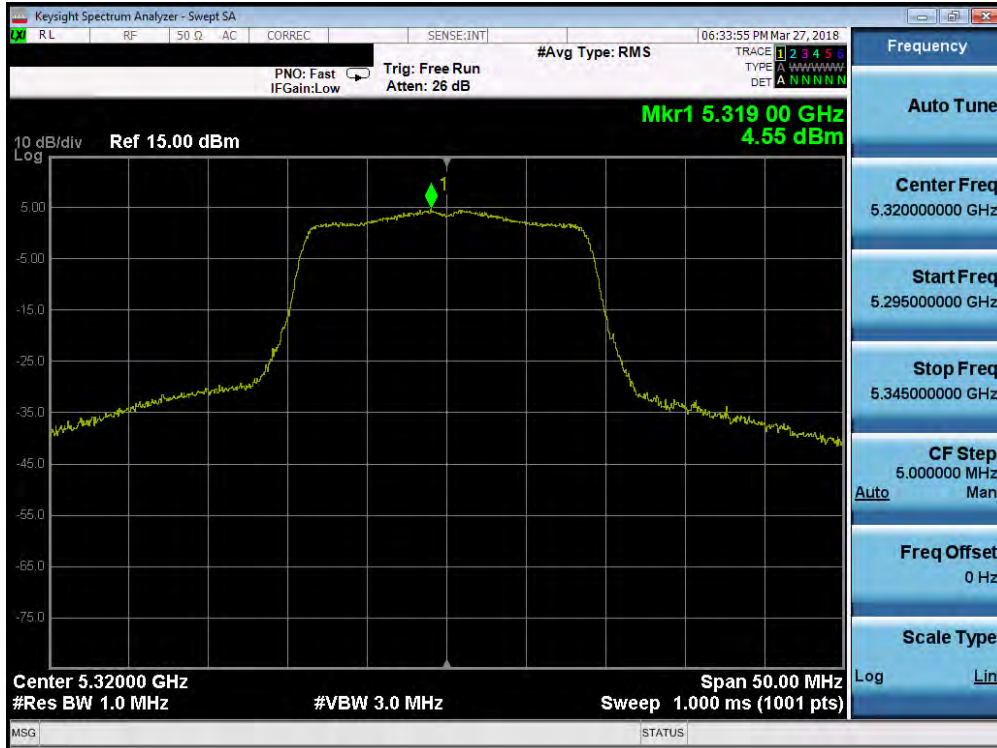 Keysight Spectrum Analyzer - Swept SA
LXI RL RF 50 Ω AC CORREC SENSE:INT 06:33:55 PM Mar 27, 2018
#Avg Type: RMS TRACE 1 2 3 4 5 6
PNO: Fast Trig: Free Run TYPE A WWWWW
IFGain:Low Atten: 26 dB DET A N N N N N
Mkr1 5.319 00 GHz
4.55 dBm
10 dB/div Ref 15.00 dBm
Log
1
5.00
-5.00
-15.0
-25.0
-35.0
-45.0
-55.0
-65.0
-75.0
Center 5.32000 GHz Span 50.00 MHz
#Res BW 1.0 MHz #VBW 3.0 MHz Sweep 1.000 ms (1001 pts)
MSG STATUS
Frequency
Auto Tune
Center Freq
5.320000000 GHz
Start Freq
5.295000000 GHz
Stop Freq
5.345000000 GHz
CF Step
5.000000 MHz
Auto Man
Freq Offset
0 Hz
Scale Type
Log Lin